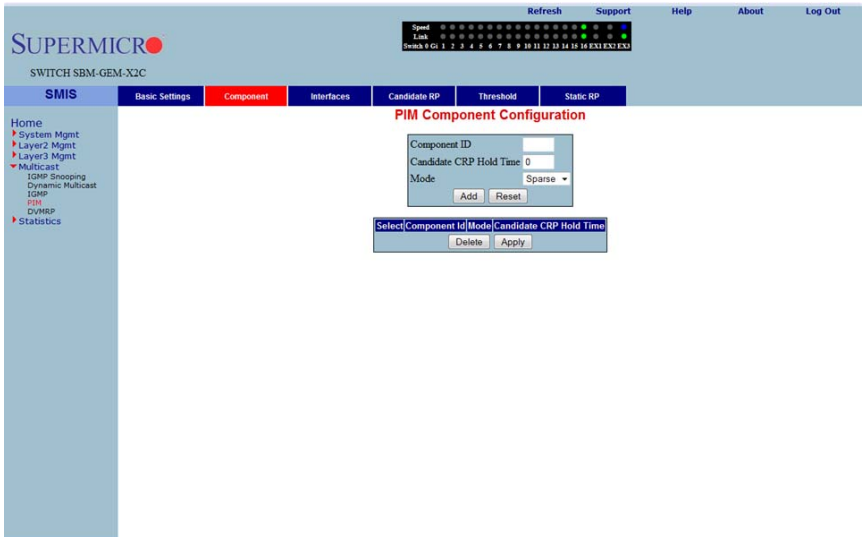 Refresh Support Help About Log Out
Speed
Link
Switch 0 Gi 1 2 3 4 5 6 7 8 9 10 11 12 13 14 15 16 EX1 EX2 EX3
SUPERMICRO
SWITCH SBM-GEM-X2C
SMIS
Basic Settings Component Interfaces Candidate RP Threshold Static RP
Home
System Mgmt
Layer2 Mgmt
Layer3 Mgmt
Multicast
IGMP Snooping
Dynamic Multicast
IGMP
PIM
DVMRP
Statistics
PIM Component Configuration
Component ID
Candidate CRP Hold Time 0
Mode Sparse
Add Reset
Select Component Id Mode Candidate CRP Hold Time
Delete Apply